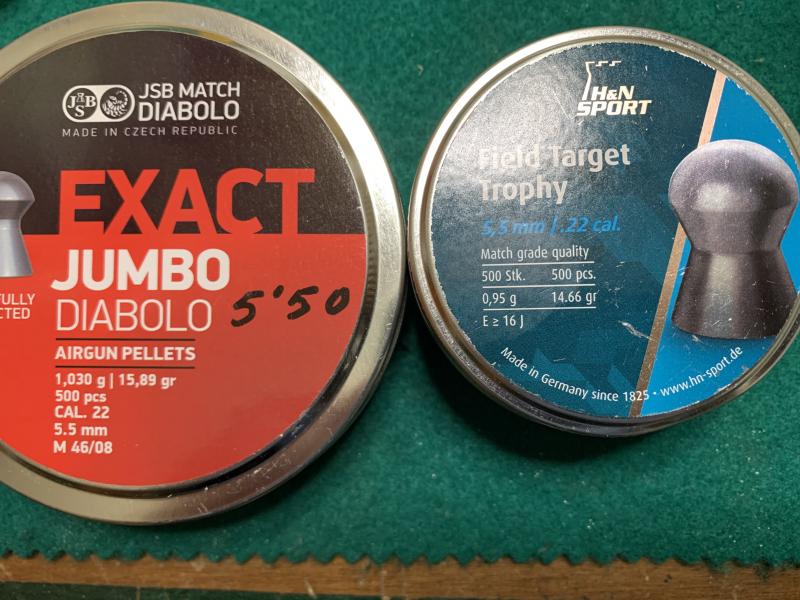 JSB
JSB MATCH
DIABOLO
MADE IN CZECH REPUBLIC
EXACT
JUMBO
DIABOLO 5'50
AIRGUN PELLETS
1,030 g | 15,89 gr
500 pcs
CAL. 22
5.5 mm
M 46/08
H&N
SPORT
Field Target
Trophy
5,5 mm | .22 cal.
Match grade quality
500 Stk. 500 pcs.
0,95 g 14.66 gr
E ≥ 16 J
Made in Germany since 1825 • www.hn-sport.de